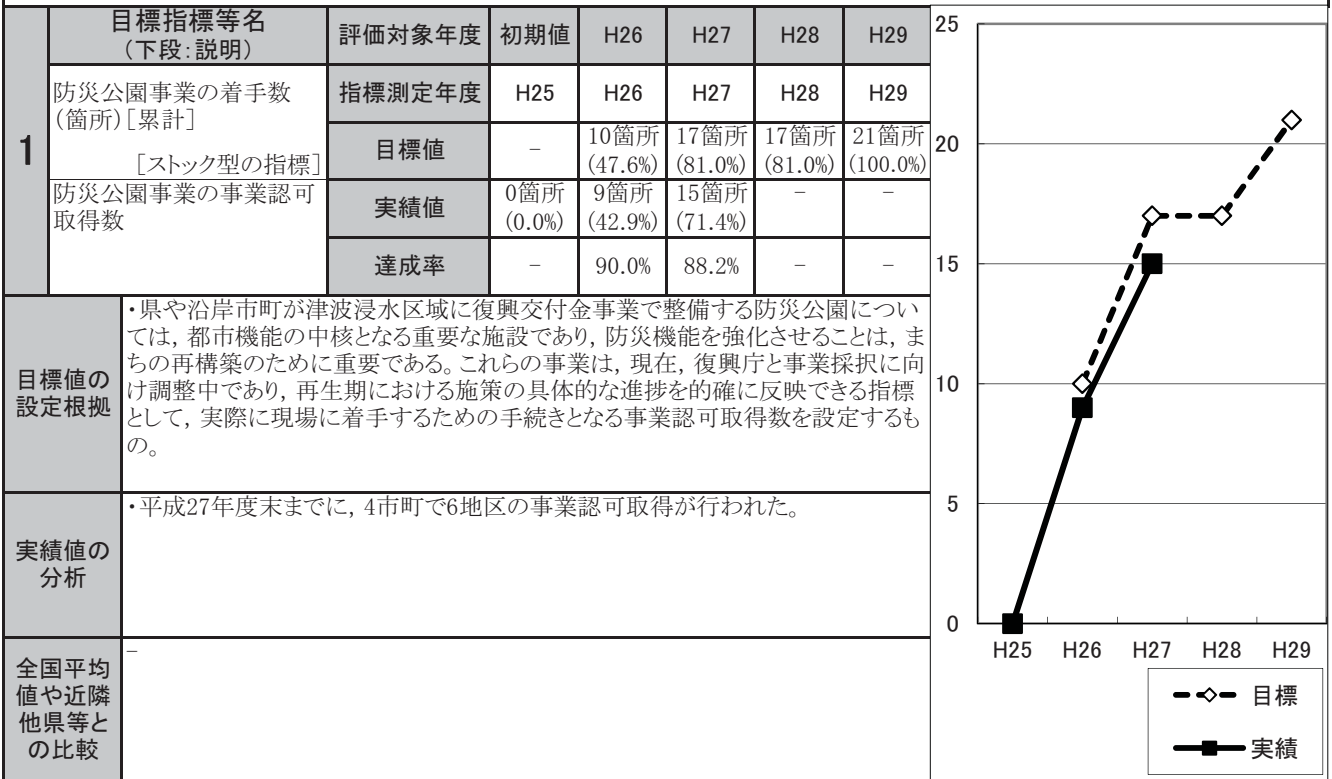 目標指標等名
(下段:説明)
評価対象年度 初期値 H26 H27 H28 H29
1
防災公園事業の着手数
(箇所)[累計]
[ストック型の指標]
防災公園事業の事業認可
取得数
指標測定年度 H25 H26 H27 H28 H29
目標値 － 10箇所 17箇所 17箇所 21箇所
(47.6%) (81.0%) (81.0%) (100.0%)
実績値 0箇所 9箇所 15箇所 － －
(0.0%) (42.9%) (71.4%)
達成率 － 90.0% 88.2% － －
目標値の
設定根拠
・県や沿岸市町が津波浸水区域に復興交付金事業で整備する防災公園につい
ては，都市機能の中核となる重要な施設であり，防災機能を強化させることは，ま
ちの再構築のために重要である。これらの事業は，現在，復興庁と事業採択に向
け調整中であり，再生期における施策の具体的な進捗を的確に反映できる指標
として，実際に現場に着手するための手続きとなる事業認可取得数を設定するも
の。
実績値の
分析
・平成27年度末までに，4市町で6地区の事業認可取得が行われた。
全国平均
値や近隣
他県等と
の比較
－
25
20
15
10
5
0
H25 H26 H27 H28 H29
目標
実績